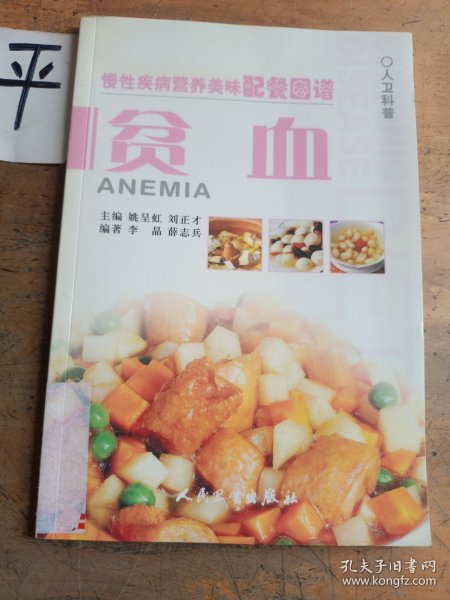 平
慢性疾病营养美味配餐图谱
人卫科普
贫血
ANEMIA
主编 姚呈虹 刘正才
编著 李 晶 薛志兵
人民卫生出版社
孔夫子旧书网
www.kongfz.com